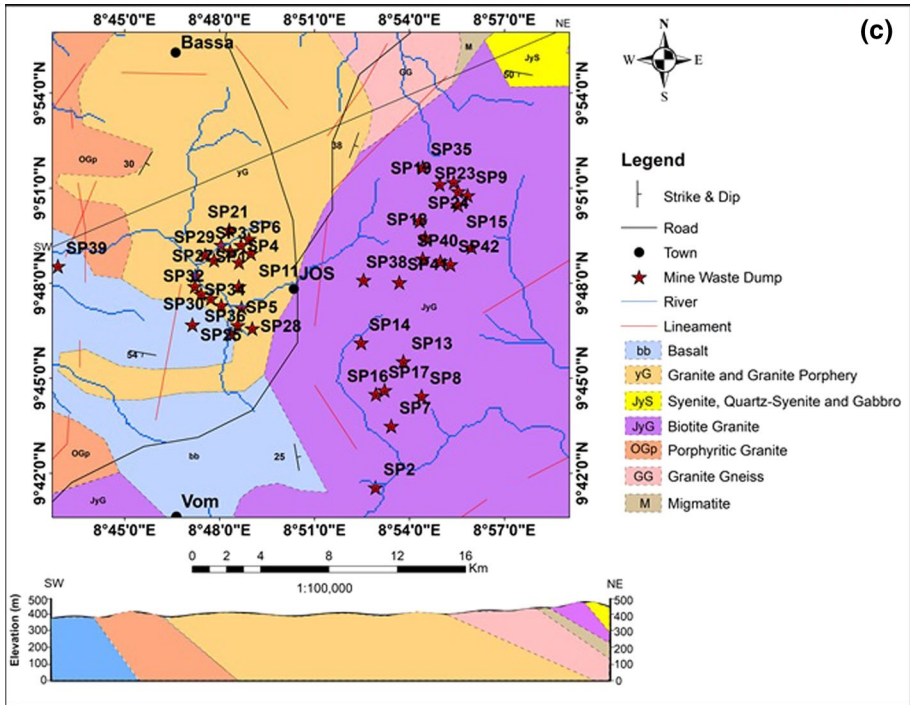 (c)
8°45'0"E 8°48'0"E 8°51'0"E 8°54'0"E 8°57'0"E
NE
Bassa
M
JyS
50
GG
9°54'0"N 9°54'0"N
38
OGp
30
yG
SP35
SP19 SP23 SP9
9°51'0"N 9°51'0"N
SP24
SP21
SP18 SP15
SP29 SP3 SP6
SW
SP39
SP4
SP40 SP42
SP11 JOS
SP38 SP41
SP32
9°48'0"N 9°48'0"N
SP34
SP30 SP5
JyG
SP36
SP25 SP28
SP14
54
SP13
9°45'0"N 9°45'0"N
SP16 SP17 SP8
SP7
OGp
bb
25
9°42'0"N 9°42'0"N
SP2
JyG
Vom
8°45'0"E 8°48'0"E 8°51'0"E 8°54'0"E 8°57'0"E
N
W E
S
Legend
Strike & Dip
Road
Town
Mine Waste Dump
River
Lineament
bb Basalt
yG Granite and Granite Porphery
JyS Syenite, Quartz-Syenite and Gabbro
JyG Biotite Granite
OGp Porphyritic Granite
GG Granite Gneiss
M Migmatite
0 2 4 8 12 16
Km
1:100,000
SW NE
Elevation (m)
500 500
400 400
300 300
200 200
100 100
0 0